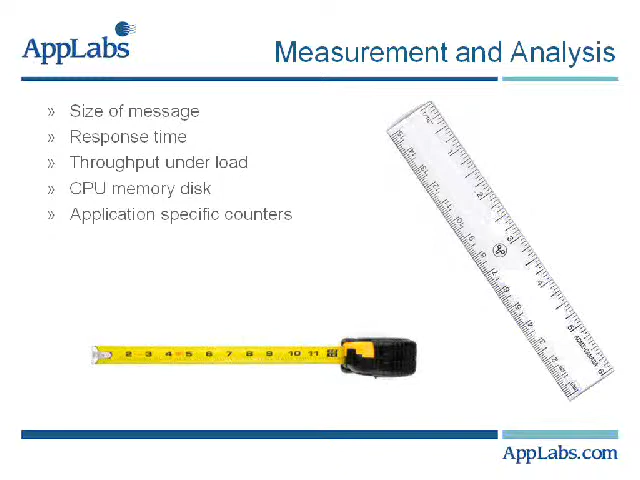 AppLabs
Measurement and Analysis
» Size of message
» Response time
» Throughput under load
» CPU memory disk
» Application specific counters
2 3 4 5 6 7 8 9 10 11
AppLabs.com